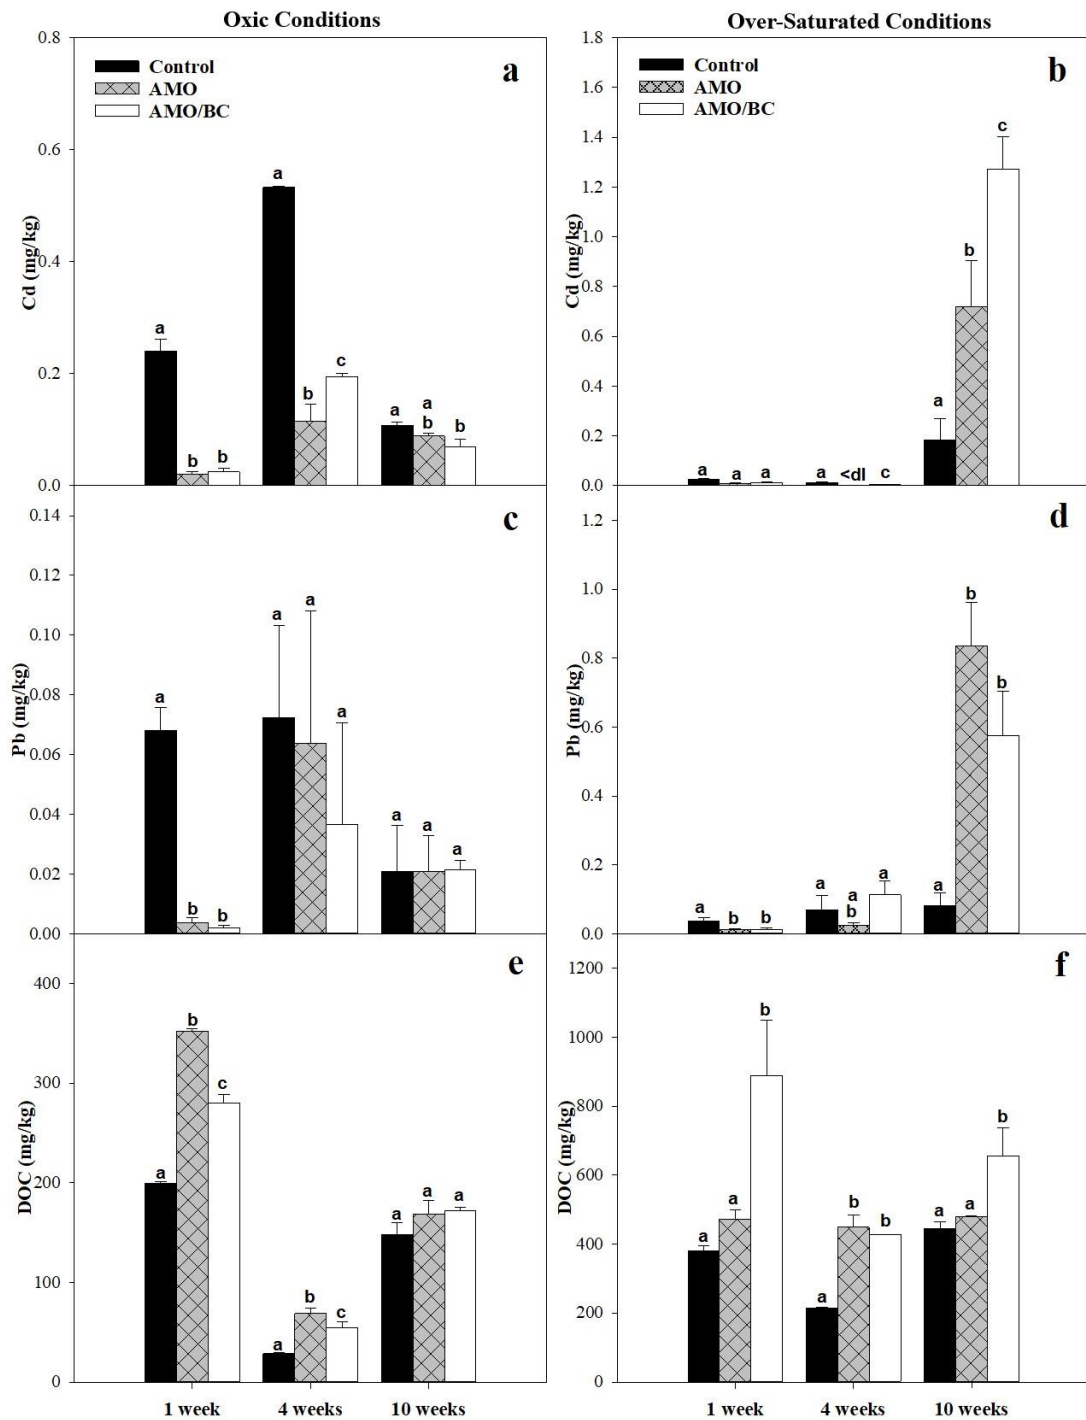 Oxic Conditions
Over-Saturated Conditions
0.8
Control
AMO
AMO/BC
a
0.6
0.4
0.2
0.0
Cd (mg/kg)
a
b
b
a
b
c
a
a
b
b
1.8
1.6
1.4
1.2
1.0
0.8
0.6
0.4
0.2
0.0
Cd (mg/kg)
Control
AMO
AMO/BC
b
a
a
a
a
<dl
c
a
b
c
0.14
0.12
0.10
0.08
0.06
0.04
0.02
0.00
Pb (mg/kg)
c
a
b
b
a
a
a
a
a
a
1.2
1.0
0.8
0.6
0.4
0.2
0.0
Pb (mg/kg)
d
a
b
b
a
a
b
a
a
b
b
400
300
200
100
0
DOC (mg/kg)
e
a
b
c
a
b
c
a
a
a
1 week
4 weeks
10 weeks
1200
1000
800
600
400
200
0
DOC (mg/kg)
f
a
a
b
a
b
b
a
a
b
1 week
4 weeks
10 weeks